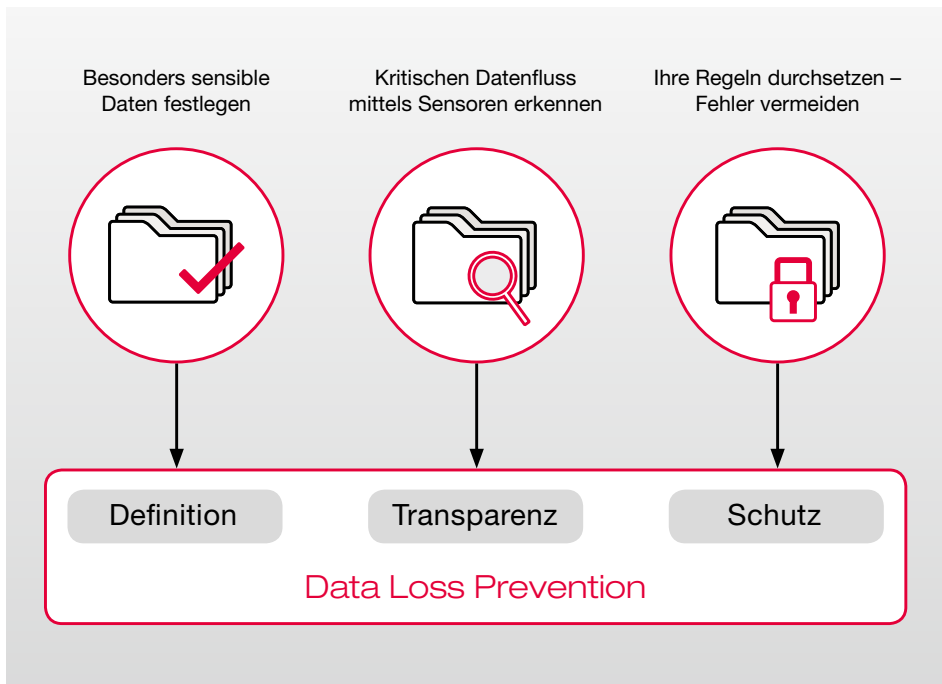 Besonders sensible
Daten festlegen
Kritischen Datenfluss
mittels Sensoren erkennen
Ihre Regeln durchsetzen –
Fehler vermeiden
Definition
Transparenz
Schutz
Data Loss Prevention